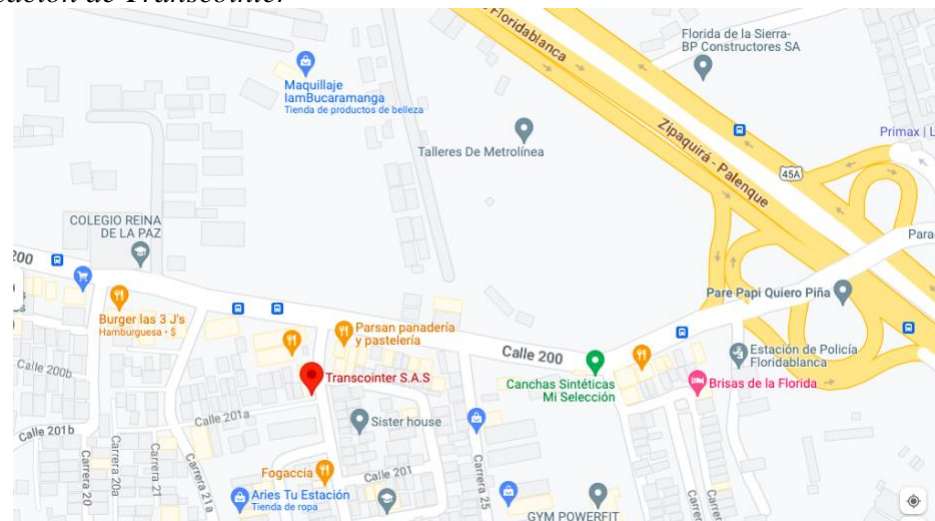 Floridablanca
Florida de la Sierra-
BP Constructores SA
Maquillaje
IamBucaramanga
Tienda de productos de belleza
Talleres De Metrolínea
Zipaquirá - Palenque
Primax | L
45A
COLEGIO REINA
DE LA PAZ
200
Para
Pare Papi Quiero Piña
Burger las 3 J's
Hamburguesa • $
Parsan panadería
y pastelería
Calle 200
Estación de Policía
Floridablanca
Calle 200b
Transcointer S.A.S
Canchas Sintéticas
Mi Selección
Brisas de la Florida
Calle 201a
Sister house
Calle 201b
Carrera 20
Carrera 20a
Carrera 21
Carrera 21a
Fogaccia
Calle 201
Carrera 25
Aries Tu Estación
Tienda de ropa
GYM POWERFIT
Carrera
Carrera